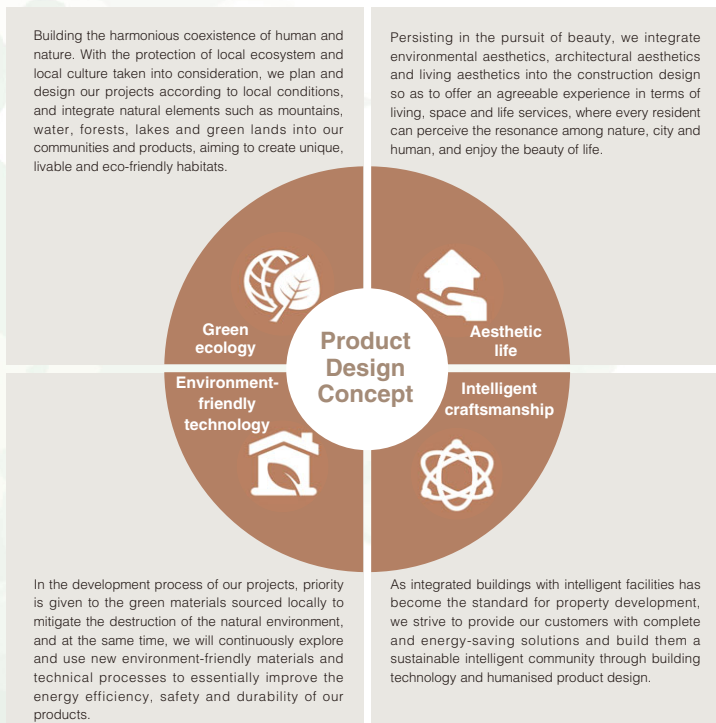 Building the harmonious coexistence of human and
nature. With the protection of local ecosystem and
local culture taken into consideration, we plan and
design our projects according to local conditions,
and integrate natural elements such as mountains,
water, forests, lakes and green lands into our
communities and products, aiming to create unique,
livable and eco-friendly habitats.
Persisting in the pursuit of beauty, we integrate
environmental aesthetics, architectural aesthetics
and living aesthetics into the construction design
so as to offer an agreeable experience in terms of
living, space and life services, where every resident
can perceive the resonance among nature, city and
human, and enjoy the beauty of life.
Green
ecology
Aesthetic
life
Product
Design
Concept
Environment-
friendly
technology
Intelligent
craftsmanship
In the development process of our projects, priority
is given to the green materials sourced locally to
mitigate the destruction of the natural environment,
and at the same time, we will continuously explore
and use new environment-friendly materials and
technical processes to essentially improve the
energy efficiency, safety and durability of our
products.
As integrated buildings with intelligent facilities has
become the standard for property development,
we strive to provide our customers with complete
and energy-saving solutions and build them a
sustainable intelligent community through building
technology and humanised product design.